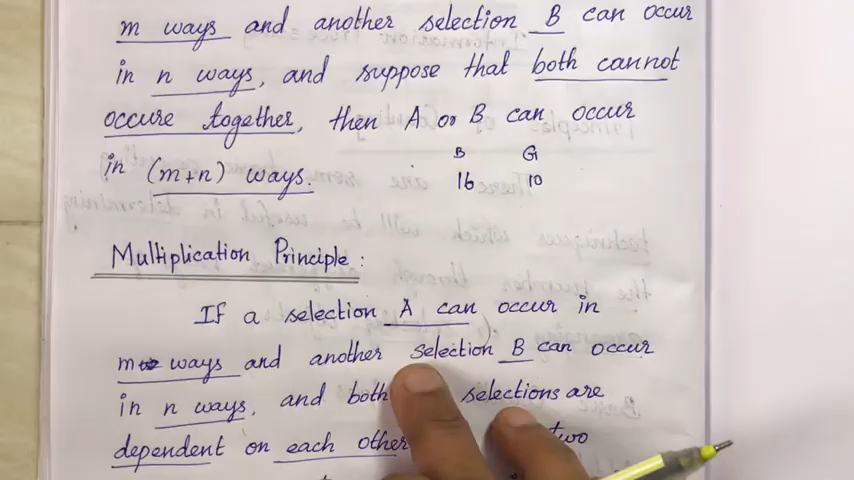 m ways and another selection B can occur
in n ways, and suppose that both cannot
occure together, then A or B can occur
in (m+n) ways.
B G
16 10
Multiplication Principle :
If a selection A can occur in
m ways and another selection B can occur
in n ways, and both selections are
dependent on each other two